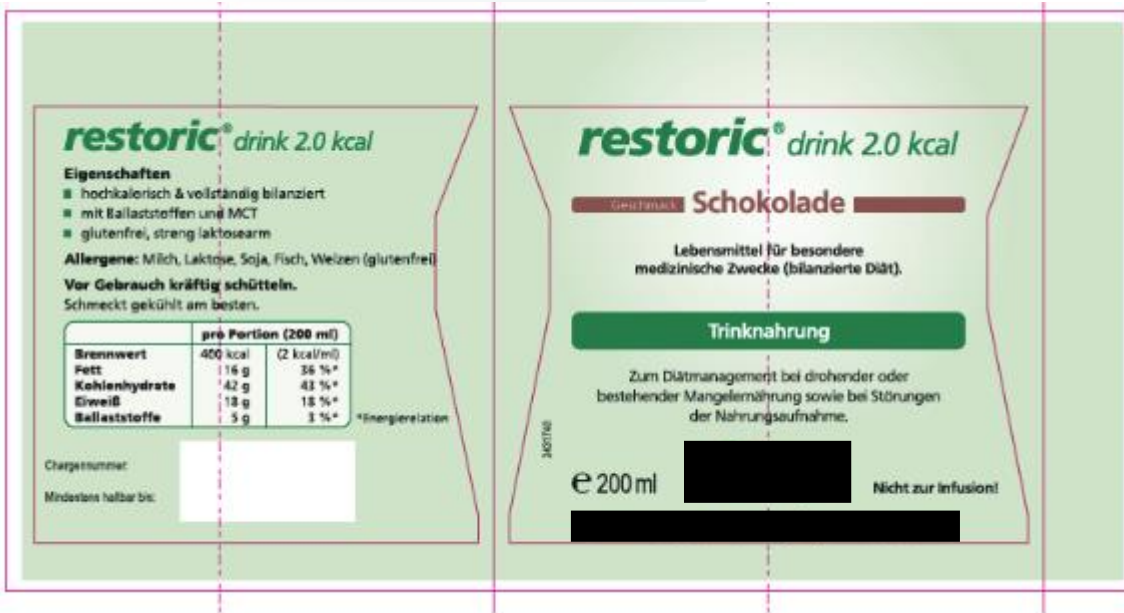 restoric® drink 2.0 kcal
Eigenschaften
■ hochkalorisch & vollständig bilanziert
■ mit Ballaststoffen und MCT
■ glutenfrei, streng laktosearm
Allergene: Milch, Laktose, Soja, Fisch, Weizen (glutenfrei)
Vor Gebrauch kräftig schütteln.
Schmeckt gekühlt am besten.
pro Portion (200 ml)
Brennwert 400 kcal (2 kcal/ml)
Fett 16 g 36 %*
Kohlenhydrate 42 g 43 %*
Eiweiß 18 g 18 %*
Ballaststoffe 5 g 3 %* *Energierelation
Chargennummer:
Mindestens haltbar bis:
restoric® drink 2.0 kcal
Geschmack Schokolade
Lebensmittel für besondere
medizinische Zwecke (bilanzierte Diät).
Trinknahrung
Zum Diätmanagement bei drohender oder
bestehender Mangelernährung sowie bei Störungen
der Nahrungsaufnahme.
℮ 200 ml
Nicht zur Infusion!